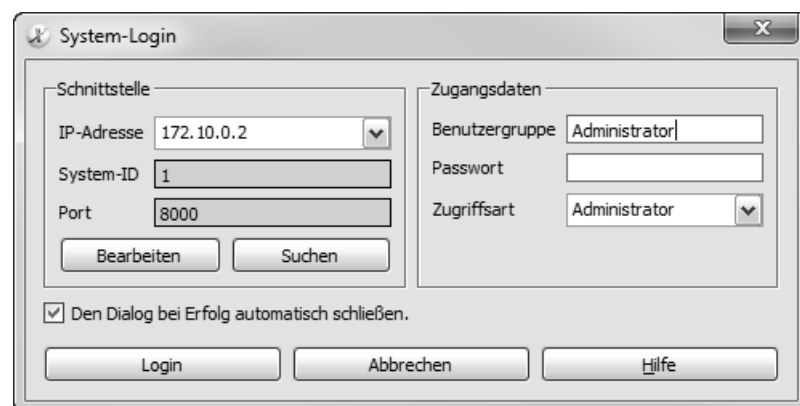 System-Login
Schnittstelle
IP-Adresse 172.10.0.2
System-ID 1
Port 8000
Bearbeiten Suchen
Zugangsdaten
Benutzergruppe Administrator
Passwort
Zugriffsart Administrator
Den Dialog bei Erfolg automatisch schließen.
Login Abbrechen Hilfe